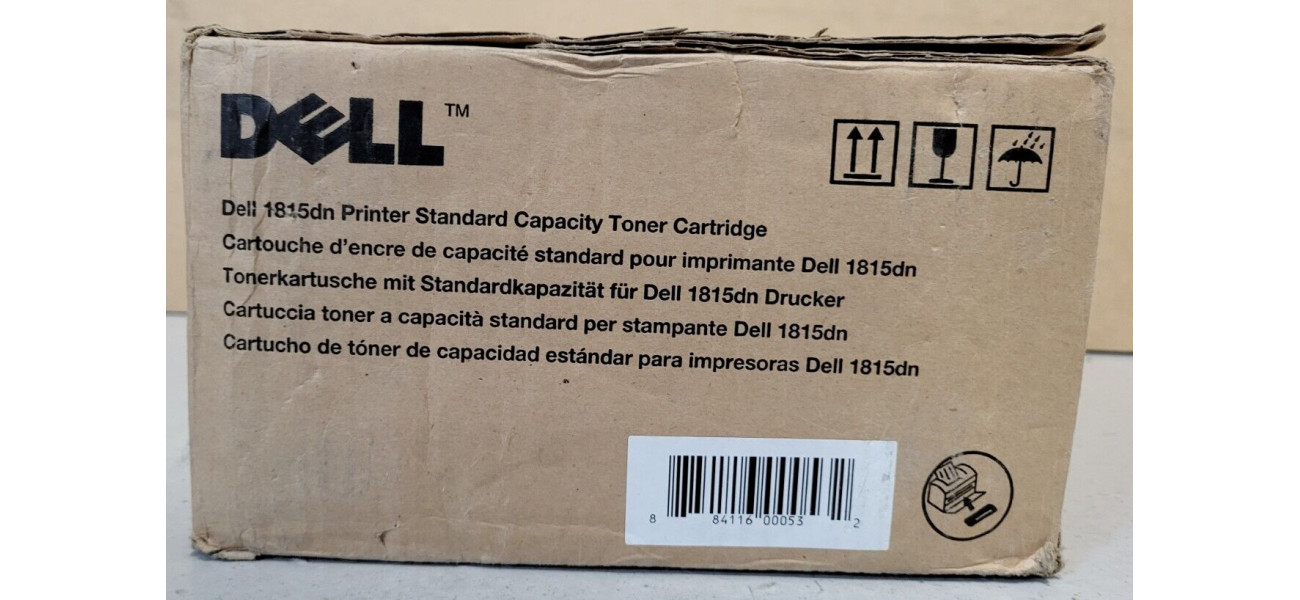 DELL™
Dell 1815dn Printer Standard Capacity Toner Cartridge
Cartouche d'encre de capacité standard pour imprimante Dell 1815dn
Tonerkartusche mit Standardkapazität für Dell 1815dn Drucker
Cartuccia toner a capacità standard per stampante Dell 1815dn
Cartucho de tóner de capacidad estándar para impresoras Dell 1815dn
8 84116 00053 2